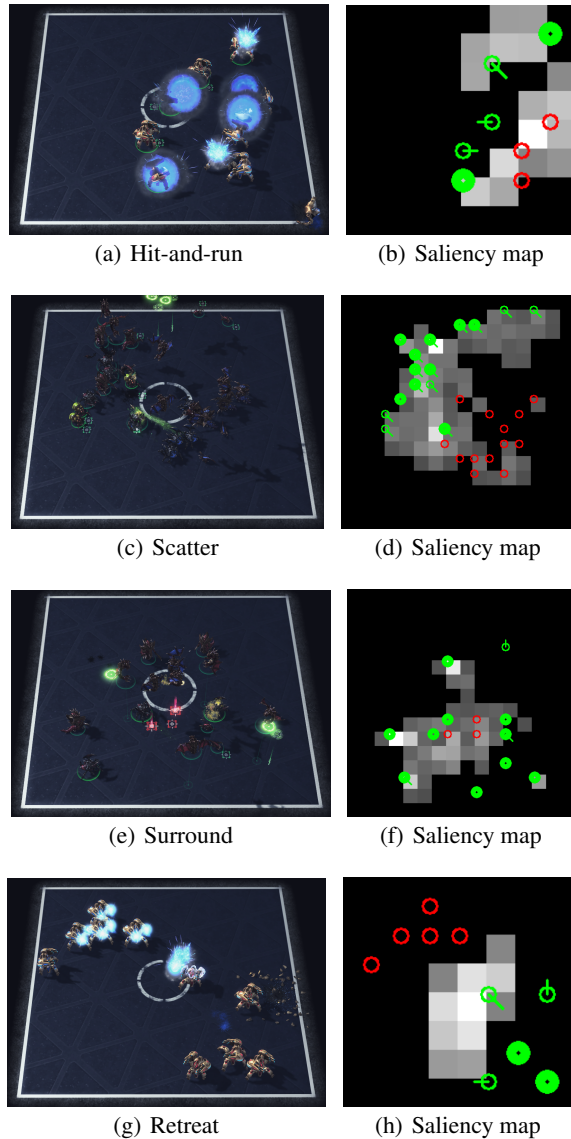 (a) Hit-and-run
(b) Saliency map
(c) Scatter
(d) Saliency map
(e) Surround
(f) Saliency map
(g) Retreat
(h) Saliency map